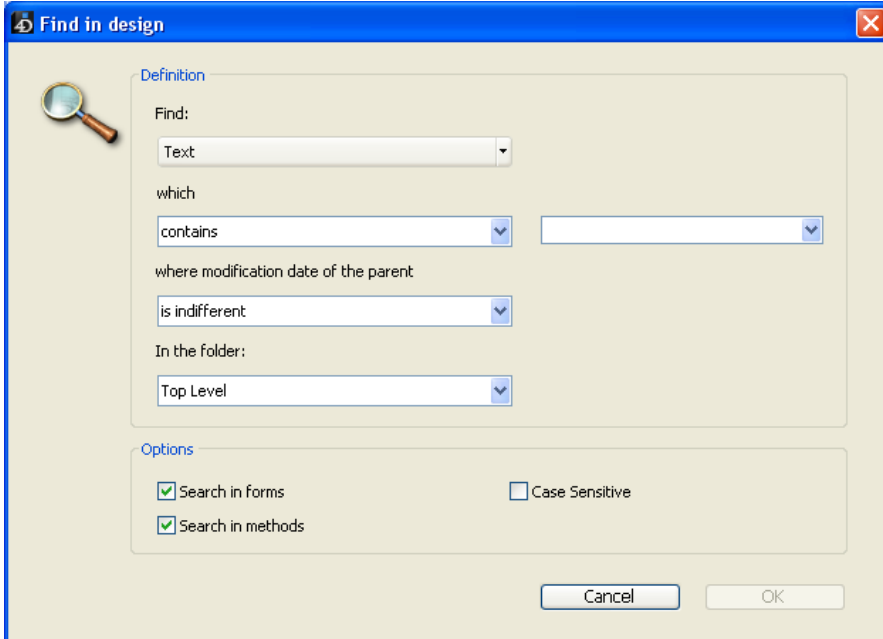 4D Find in design
Definition
Find:
Text
which
contains
where modification date of the parent
is indifferent
In the folder:
Top Level
Options
Search in forms
Case Sensitive
Search in methods
Cancel
OK